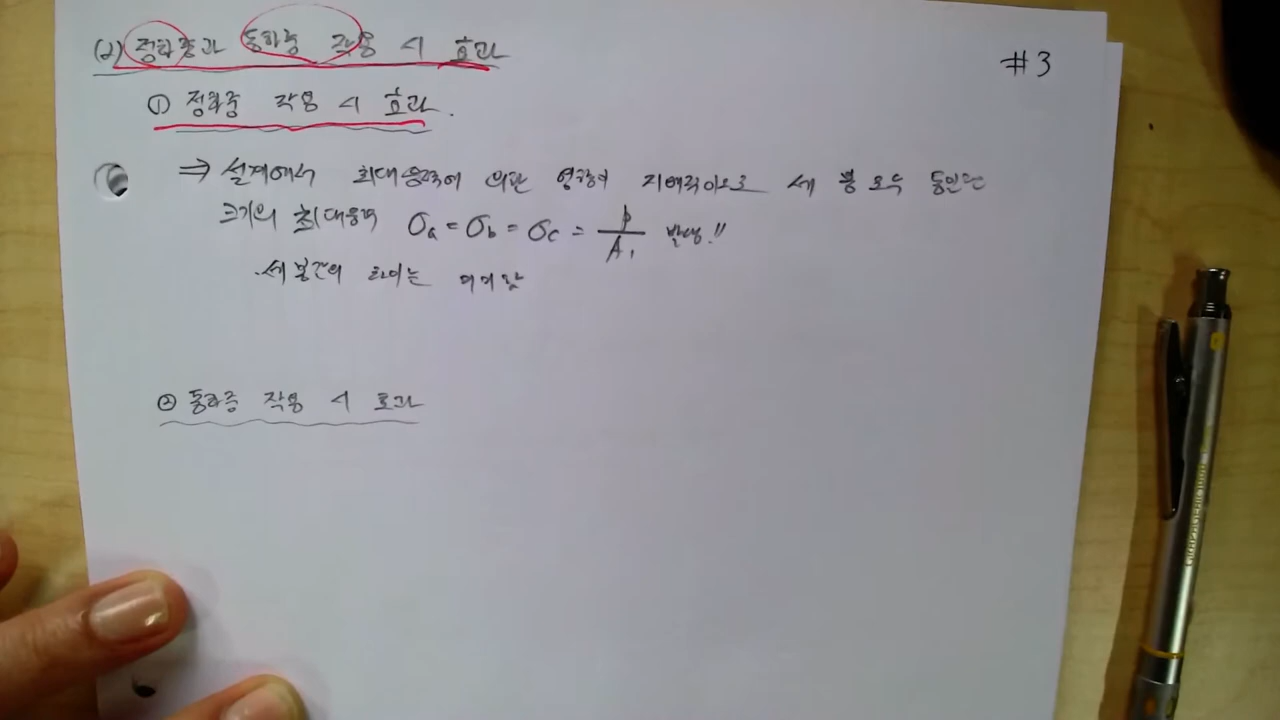 (2) 정하중과 동하중 작용 시 효과
#3
① 정하중 작용 시 효과.
⇒ 설계에서 최대응력에 의한 영향이 지배적이므로 세 봉 모두 동일한
크기의 최대응력 σa = σb = σc = P/A₁ 발생!!
세 봉간의 차이는
② 동하중 작용 시 효과
GRAPHGEAR 1000